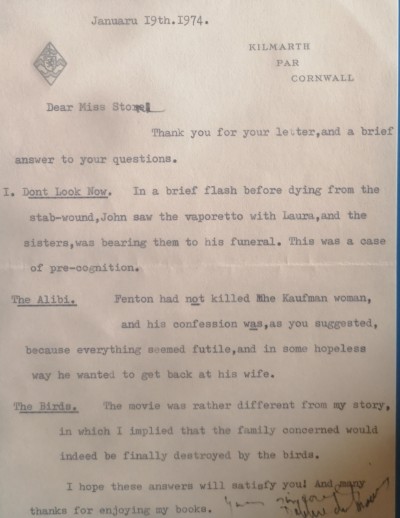 Januaru 19th.1974.
KILMARTH
PAR
CORNWALL
Dear Miss
Thank you for your letter,and a brief
answer to your questions.
I. Dont Look Now. In a brief flash before dying from the
stab-wound,John saw the vaporetto with Laura,and the
sisters,was bearing them to his funeral. This was a case
of pre-cognition.
The Alibi. Fenton had not killed the Kaufman woman,
and his confession was,as you suggested,
because everything seemed futile,and in some hopeless
way he wanted to get back at his wife.
The Birds. The movie was rather different from my story,
in which I implied that the family concerned would
indeed be finally destroyed by the birds.
I hope these answers will satisfy you! And many
thanks for enjoying my books.
Yours sincerely
Daphne du Maurier